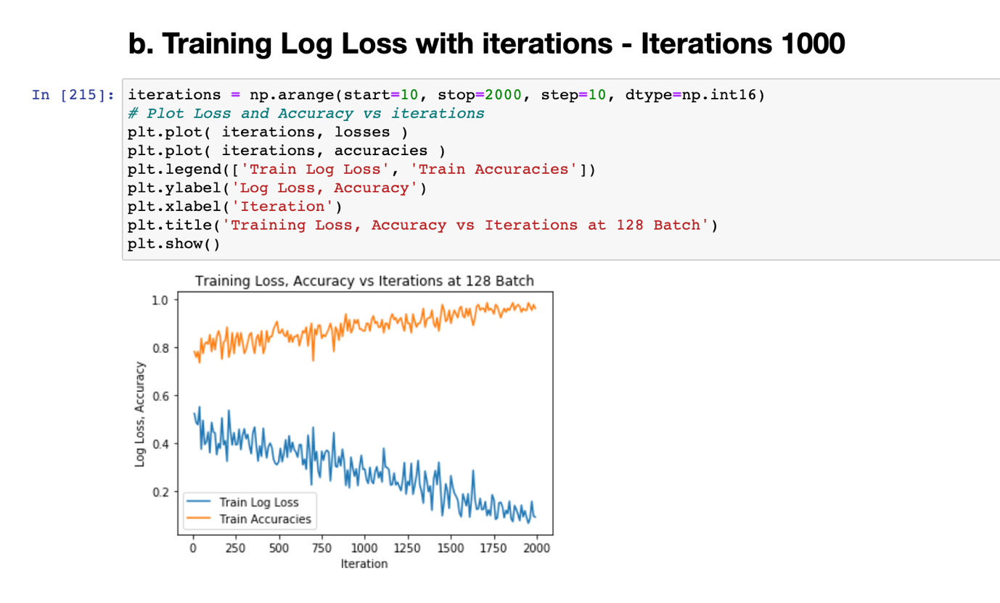 b. Training Log Loss with iterations - Iterations 1000
In [215]: iterations = np.arange(start=10, stop=2000, step=10, dtype=np.int16)
# Plot Loss and Accuracy vs iterations
plt.plot( iterations, losses )
plt.plot( iterations, accuracies )
plt.legend(['Train Log Loss', 'Train Accuracies'])
plt.ylabel('Log Loss, Accuracy')
plt.xlabel('Iteration')
plt.title('Training Loss, Accuracy vs Iterations at 128 Batch')
plt.show()
Training Loss, Accuracy vs Iterations at 128 Batch
Log Loss, Accuracy
1.0
0.8
0.6
0.4
0.2
Train Log Loss
Train Accuracies
0 250 500 750 1000 1250 1500 1750 2000
Iteration